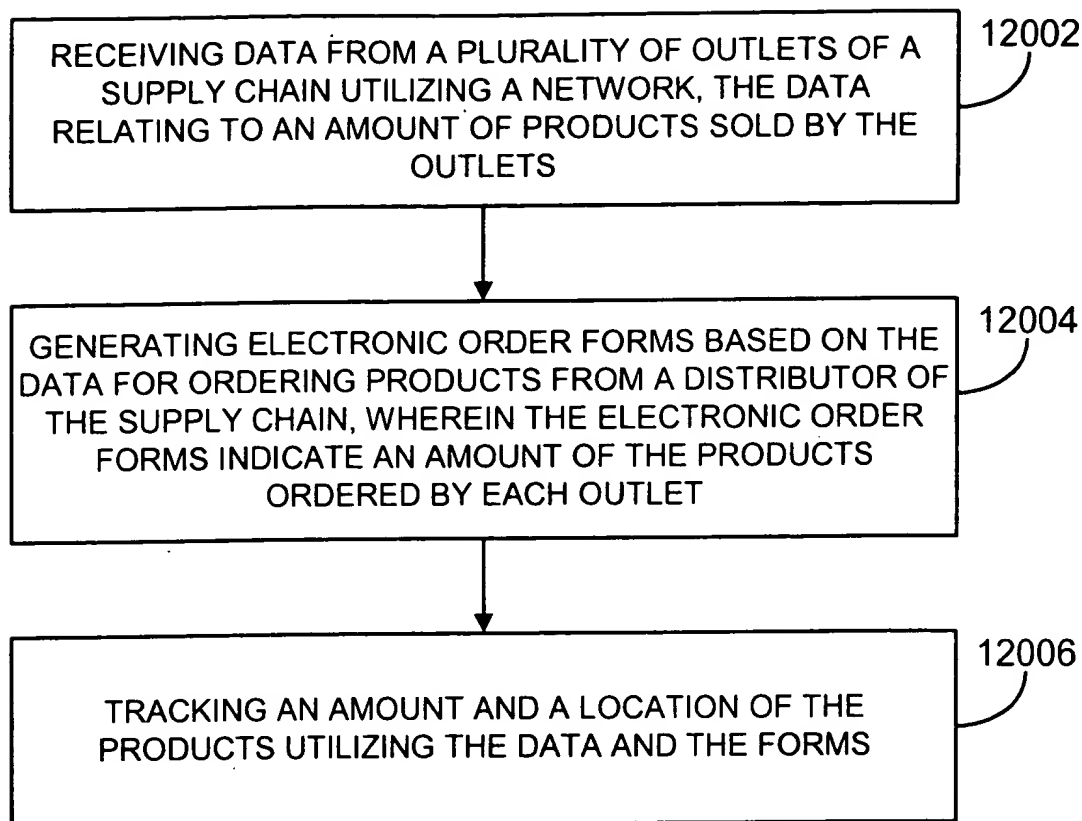 RECEIVING DATA FROM A PLURALITY OF OUTLETS OF A
SUPPLY CHAIN UTILIZING A NETWORK, THE DATA
RELATING TO AN AMOUNT OF PRODUCTS SOLD BY THE
OUTLETS
12002
GENERATING ELECTRONIC ORDER FORMS BASED ON THE
DATA FOR ORDERING PRODUCTS FROM A DISTRIBUTOR OF
THE SUPPLY CHAIN, WHEREIN THE ELECTRONIC ORDER
FORMS INDICATE AN AMOUNT OF THE PRODUCTS
ORDERED BY EACH OUTLET
12004
TRACKING AN AMOUNT AND A LOCATION OF THE
PRODUCTS UTILIZING THE DATA AND THE FORMS
12006